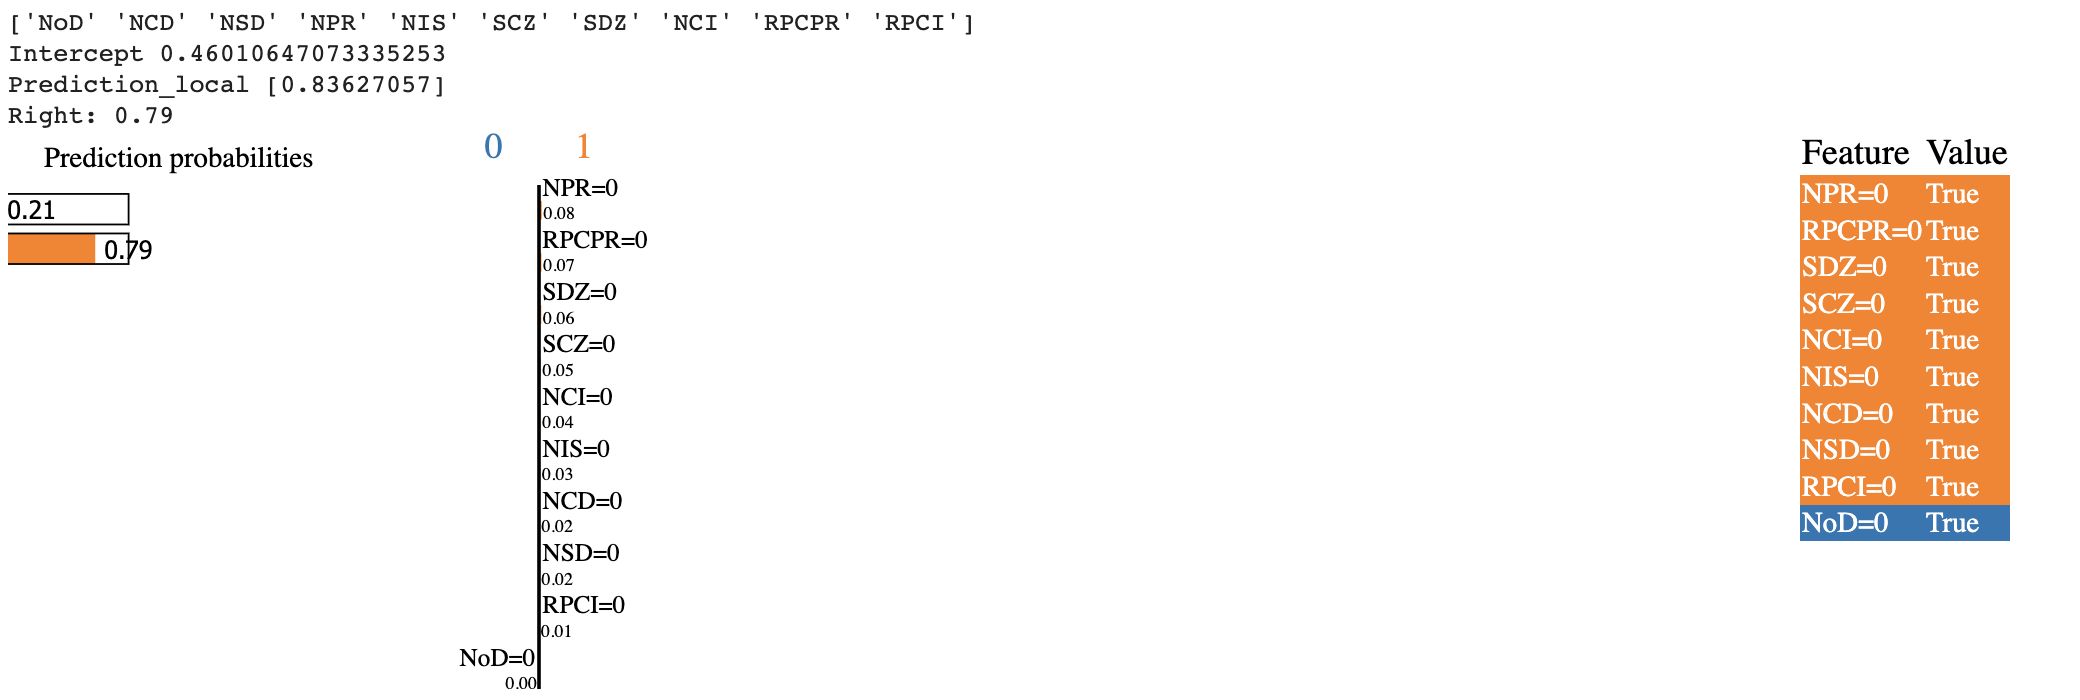 ['NoD' 'NCD' 'NSD' 'NPR' 'NIS' 'SCZ' 'SDZ' 'NCI' 'RPCPR' 'RPCI']
Intercept 0.46010647073335253
Prediction_local [0.83627057]
Right: 0.79
Prediction probabilities
0.21
0.79
0 1
NPR=0
0.08
RPCPR=0
0.07
SDZ=0
0.06
SCZ=0
0.05
NCI=0
0.04
NIS=0
0.03
NCD=0
0.02
NSD=0
0.02
RPCI=0
0.01
NoD=0
0.00
Feature Value
NPR=0 True
RPCPR=0 True
SDZ=0 True
SCZ=0 True
NCI=0 True
NIS=0 True
NCD=0 True
NSD=0 True
RPCI=0 True
NoD=0 True